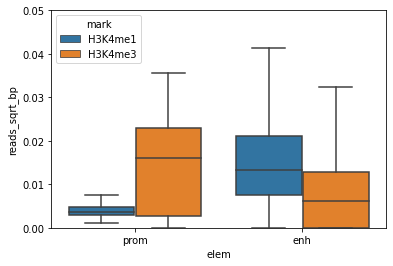 mark
H3K4me1
H3K4me3
0.05
0.04
0.03
0.02
0.01
0.00
reads_sqrt_bp
prom
enh
elem